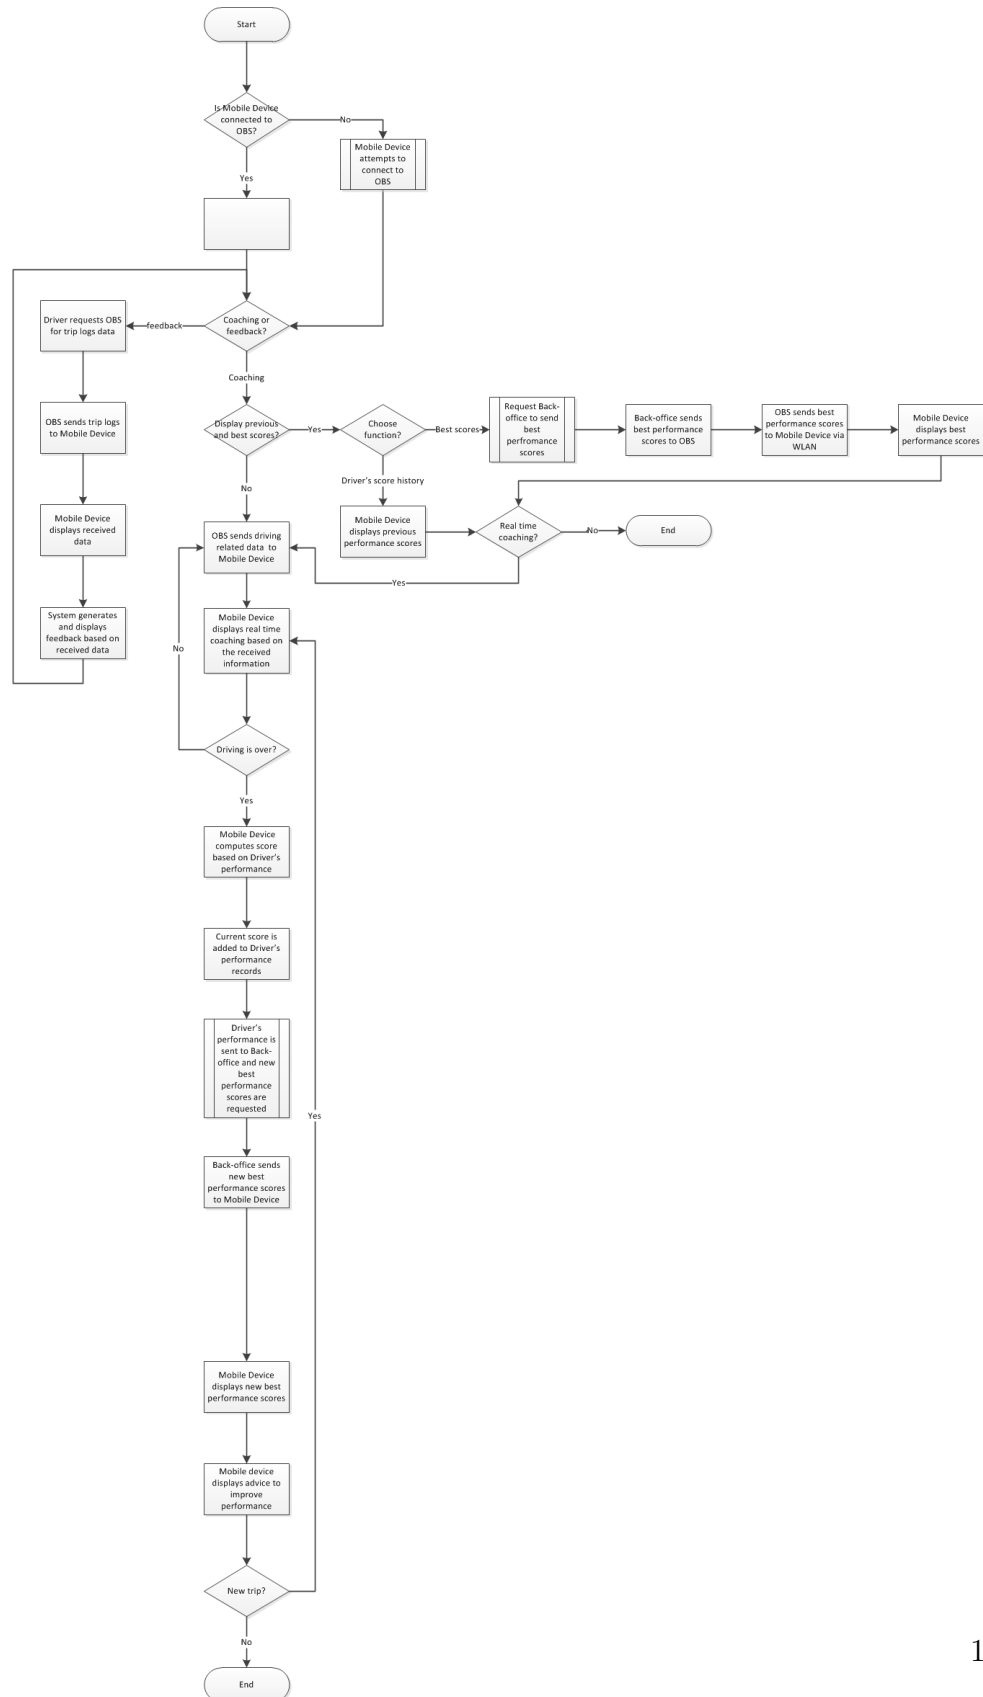 Start
Is Mobile Device
connected to
OBS?
No
Mobile Device
attempts to
connect to
OBS
Yes
Driver requests OBS
for trip logs data
feedback
Coaching or
feedback?
Coaching
OBS sends trip logs
to Mobile Device
Display previous
and best scores?
Yes
Choose
function?
Best scores
Request Back-
office to send
best
perfromance
scores
Back-office sends
best performance
scores to OBS
OBS sends best
performance scores
to Mobile Device via
WLAN
Mobile Device
displays best
performance scores
No
Driver's score history
Mobile Device
displays received
data
OBS sends driving
related data to
Mobile Device
Mobile Device
displays previous
performance scores
Real time
coaching?
No
End
Yes
System generates
and displays
feedback based on
received data
No
Mobile Device
displays real time
coaching based on
the received
information
Driving is over?
Yes
Mobile Device
computes score
based on Driver's
performance
Current score is
added to Driver's
performance
records
Driver's
performance is
sent to Back-
office and new
best
performance
scores are
requested
Yes
Back-office sends
new best
performance scores
to Mobile Device
Mobile Device
displays new best
performance scores
Mobile device
displays advice to
improve
performance
New trip?
No
End
1